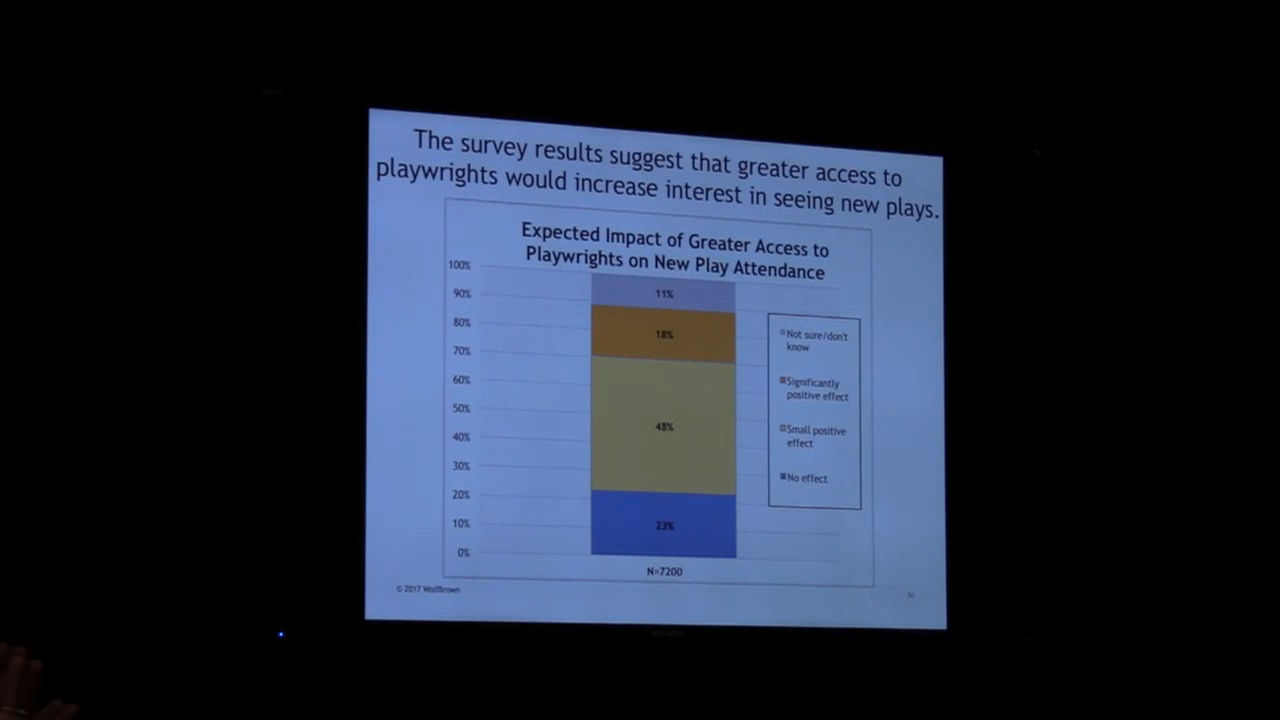 The survey results suggest that greater access to
playwrights would increase interest in seeing new plays.
Expected Impact of Greater Access to
Playwrights on New Play Attendance
100%
90%
80%
70%
60%
50%
40%
30%
20%
10%
0%
11%
18%
48%
23%
N=7200
Not sure/don't
know
Significantly
positive effect
Small positive
effect
No effect
© 2017 WolfBrown